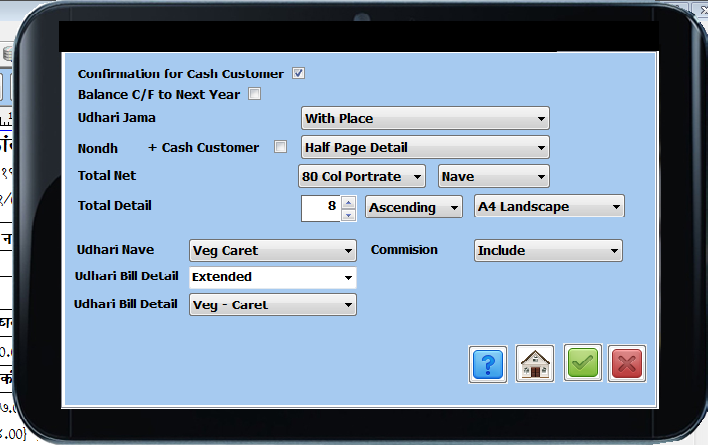 Confirmation for Cash Customer
Balance C/F to Next Year
Udhari Jama With Place
Nondh + Cash Customer Half Page Detail
Total Net 80 Col Portrate Nave
Total Detail 8 Ascending A4 Landscape
Udhari Nave Veg Caret Commision Include
Udhari Bill Detail Extended
Udhari Bill Detail Veg - Caret
?